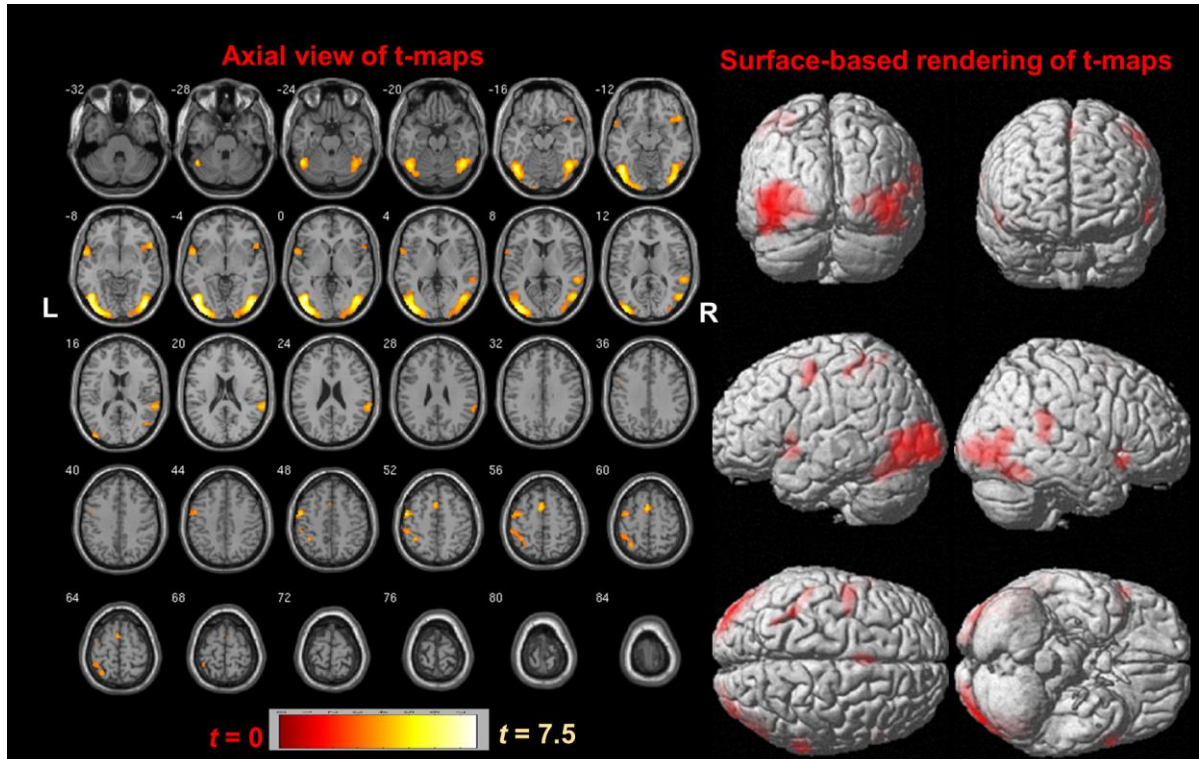 Axial view of t-maps
Surface-based rendering of t-maps
-32 -28 -24 -20 -16 -12
-8 -4 0 4 8 12
L R
16 20 24 28 32 36
40 44 48 52 56 60
64 68 72 76 80 84
t = 0 t = 7.5